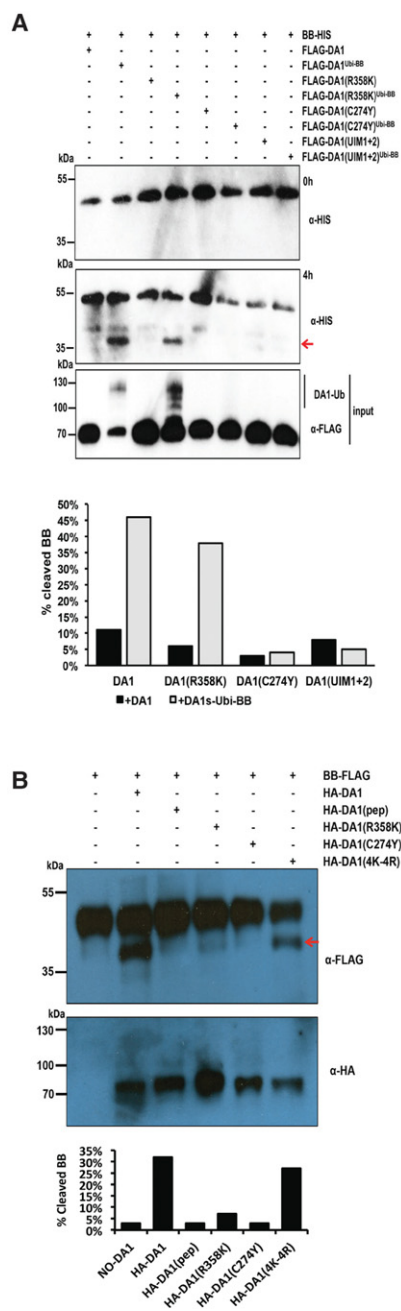 A
+ + + + + + + + BB-HIS
+ - - - - - - - FLAG-DA1
- + - - - - - - FLAG-DA1Ubi-BB
- - + - - - - - FLAG-DA1(R358K)
- - - + - - - - FLAG-DA1(R358K)Ubi-BB
- - - - + - - - FLAG-DA1(C274Y)
- - - - - + - - FLAG-DA1(C274Y)Ubi-BB
- - - - - - + - FLAG-DA1(UIM1+2)
- - - - - - - + FLAG-DA1(UIM1+2)Ubi-BB
kDa
55
0h
35
α-HIS
kDa
55
4h
α-HIS
35
kDa
130
100
DA1-Ub
70
α-FLAG
input
50%
45%
40%
35%
30%
25%
20%
15%
10%
5%
0%
% cleaved BB
DA1 DA1(R358K) DA1(C274Y) DA1(UIM1+2)
+DA1 +DA1s-Ubi-BB
B
+ + + + + + BB-FLAG
- + - - - - HA-DA1
- - + - - - HA-DA1(pep)
- - - + - - HA-DA1(R358K)
- - - - + - HA-DA1(C274Y)
- - - - - + HA-DA1(4K-4R)
kDa
55
35
α-FLAG
kDa
130
100
70
α-HA
35%
30%
25%
20%
15%
10%
5%
0%
% Cleaved BB
NO-DA1
HA-DA1
HA-DA1(pep)
HA-DA1(R358K)
HA-DA1(C274Y)
HA-DA1(4K-4R)